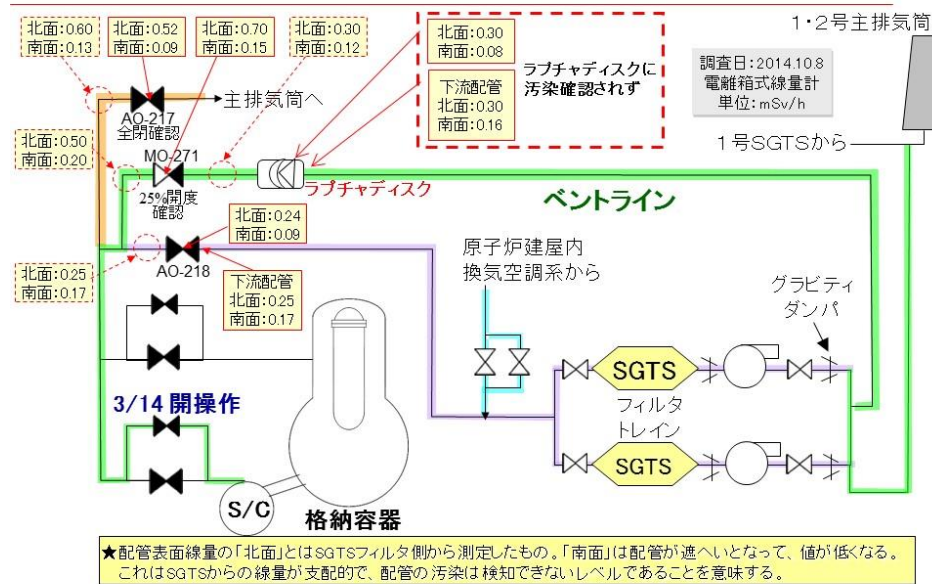 北面:0.60
南面:0.13
北面:0.52
南面:0.09
北面:0.70
南面:0.15
北面:0.30
南面:0.12
北面:0.30
南面:0.08
下流配管
北面:0.30
南面:0.16
ラプチャディスクに
汚染確認されず
調査日:2014.10.8
電離箱式線量計
単位:mSv/h
1・2号主排気筒
1号SGTSから
主排気筒へ
AO-217
全閉確認
北面:0.50
南面:0.20
MO-271
25%開度
確認
ラプチャディスク
ベントライン
北面:0.24
南面:0.09
AO-218
北面:0.25
南面:0.17
下流配管
北面:0.25
南面:0.17
原子炉建屋内
換気空調系から
グラビティ
ダンパ
SGTS
フィルタ
トレイン
SGTS
3/14 開操作
S/C
格納容器
★配管表面線量の「北面」とはSGTSフィルタ側から測定したもの。「南面」は配管が遮へいとなって、値が低くなる。
これはSGTSからの線量が支配的で、配管の汚染は検知できないレベルであることを意味する。